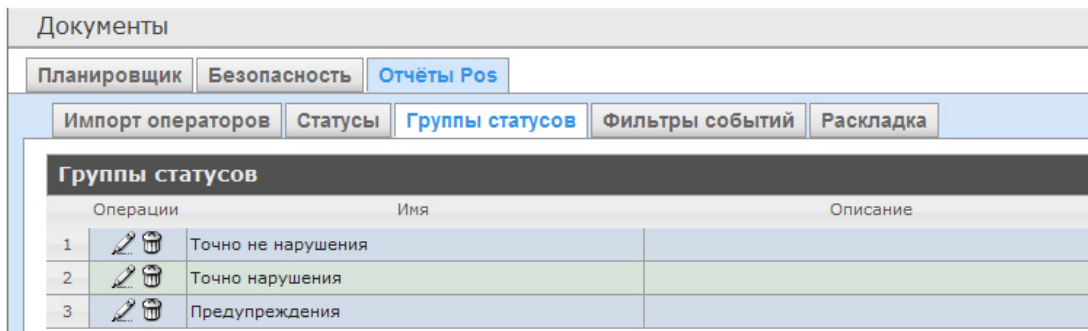 Документы
Планировщик Безопасность Отчёты Pos
Импорт операторов Статусы Группы статусов Фильтры событий Раскладка
Группы статусов
Операции Имя Описание
1 Точно не нарушения
2 Точно нарушения
3 Предупреждения